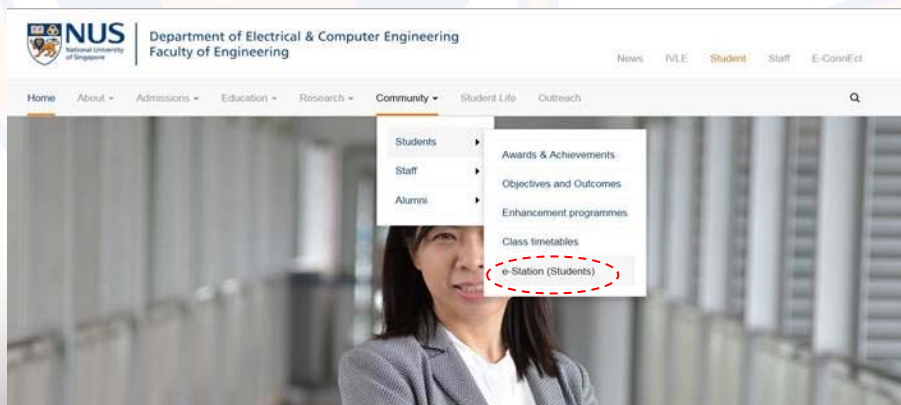 NUS
National University
of Singapore
Department of Electrical & Computer Engineering
Faculty of Engineering
News IVLE Student Staff E-ConnEct
Home About Admissions Education Research Community Student Life Outreach
Students
Staff
Alumni
Awards & Achievements
Objectives and Outcomes
Enhancement programmes
Class timetables
e-Station (Students)